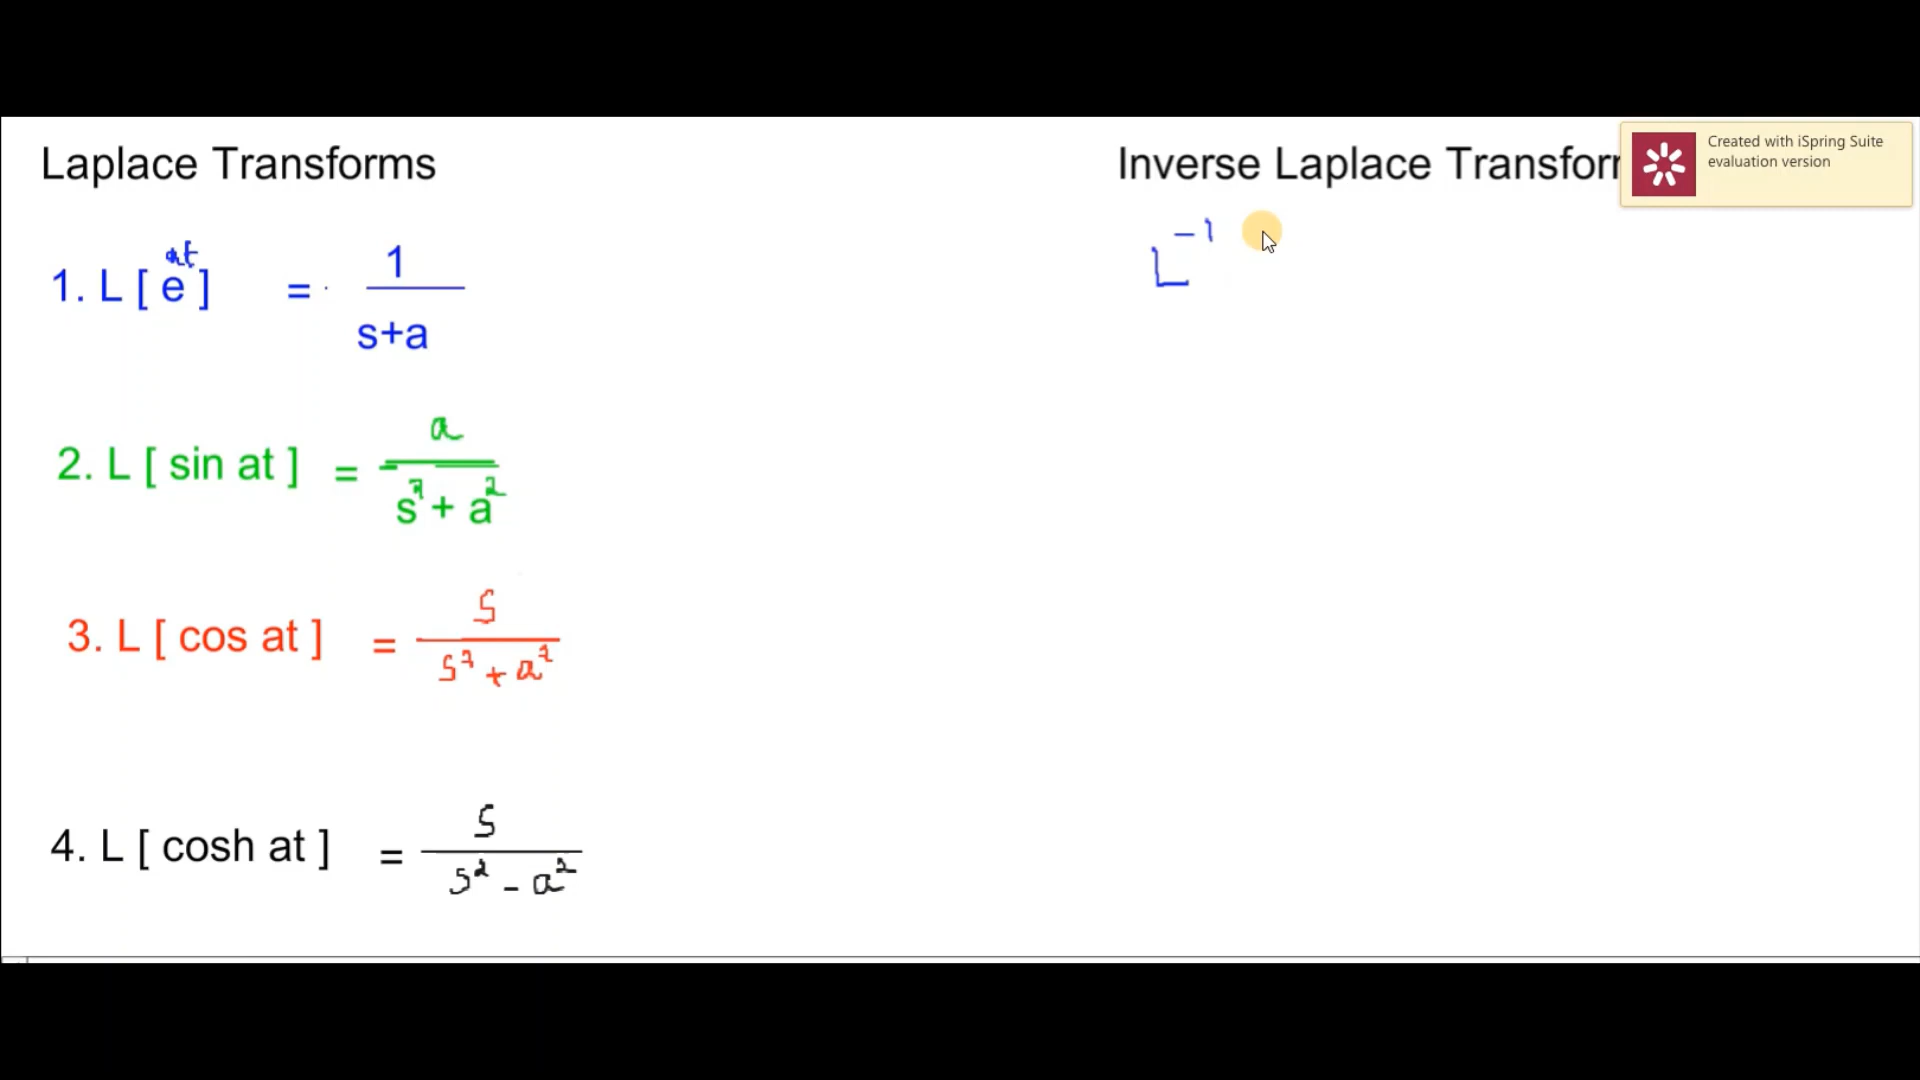 Laplace Transforms
Inverse Laplace Transfor
Created with iSpring Suite
evaluation version
L⁻¹
1. L [ e^at ] = 1 / s+a
2. L [ sin at ] = a / s² + a²
3. L [ cos at ] = s / s² + a²
4. L [ cosh at ] = s / s² - a²